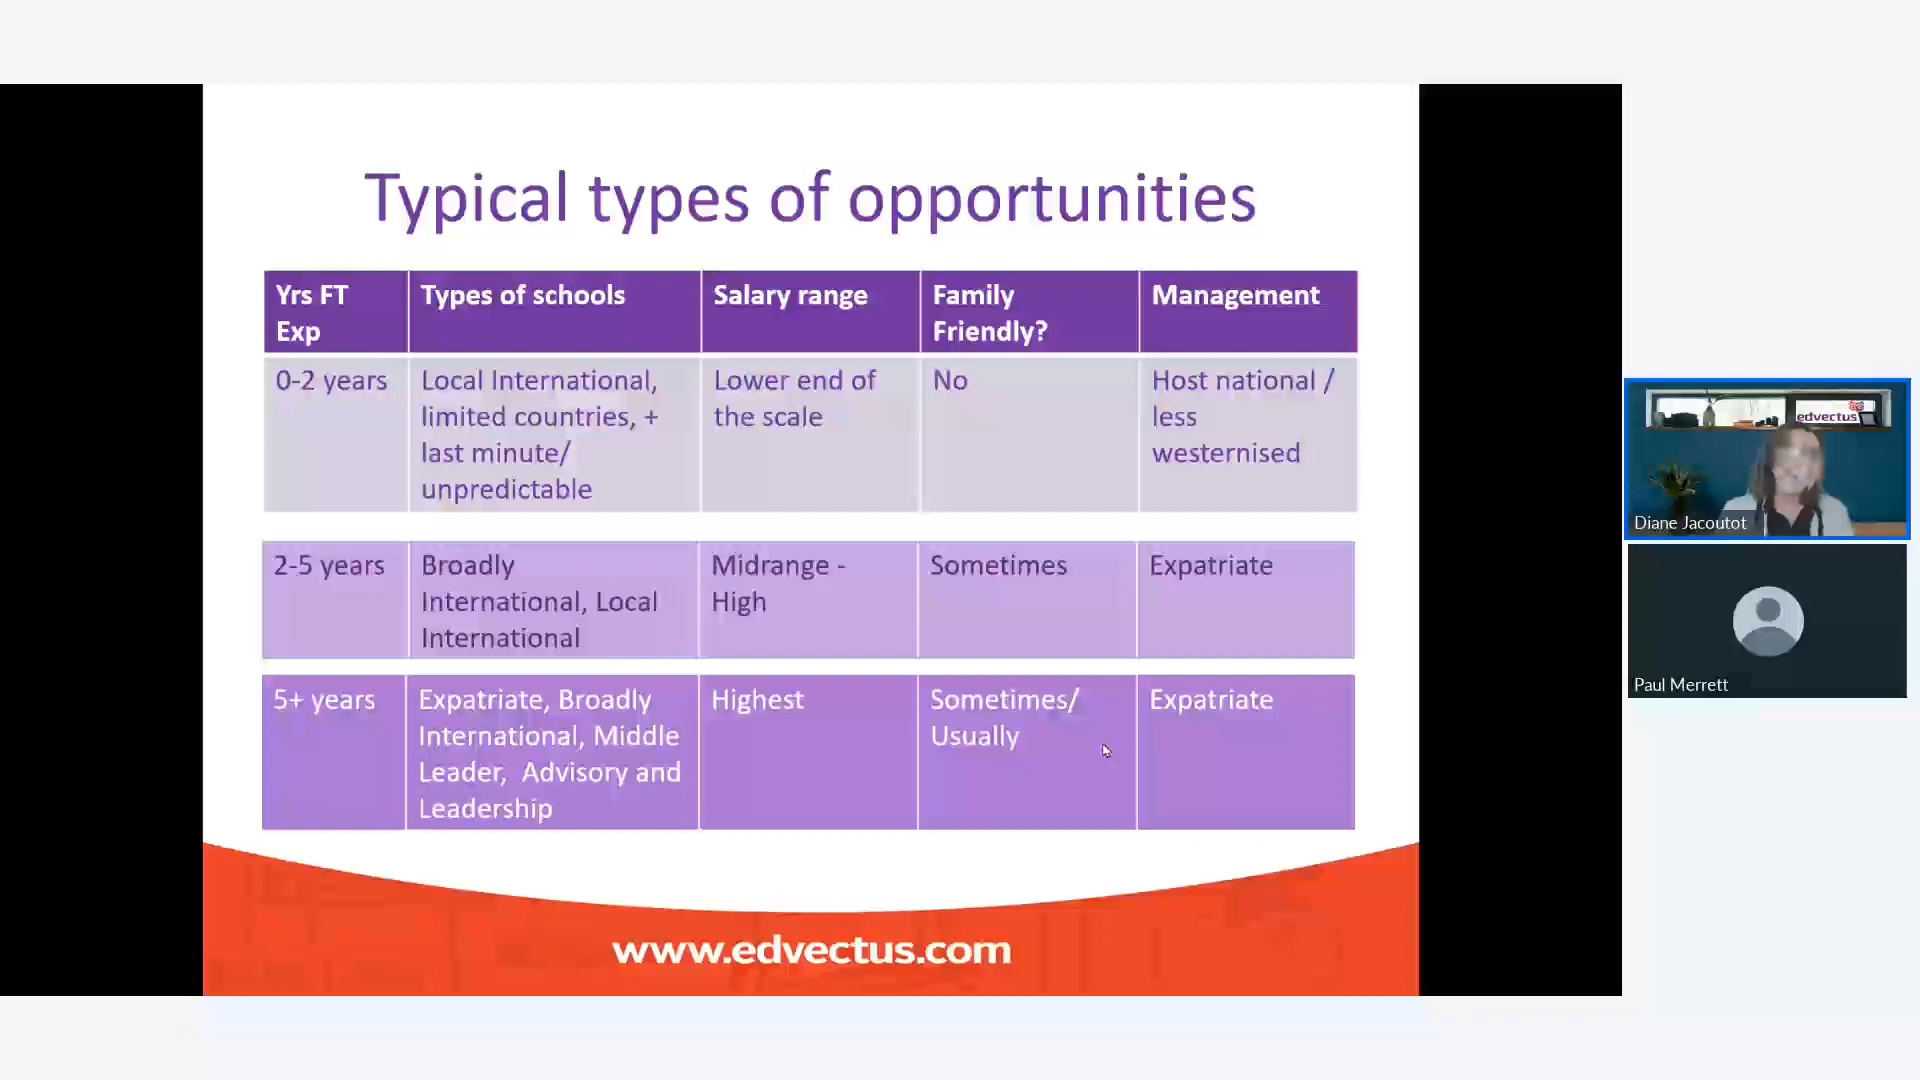 Typical types of opportunities
Yrs FT
Exp
Types of schools
Salary range
Family
Friendly?
Management
0-2 years
Local International,
limited countries, +
last minute/
unpredictable
Lower end of
the scale
No
Host national /
less
westernised
2-5 years
Broadly
International, Local
International
Midrange -
High
Sometimes
Expatriate
5+ years
Expatriate, Broadly
International, Middle
Leader,  Advisory and
Leadership
Highest
Sometimes/
Usually
Expatriate
www.edvectus.com
edvectus
Diane Jacoutot
Paul Merrett